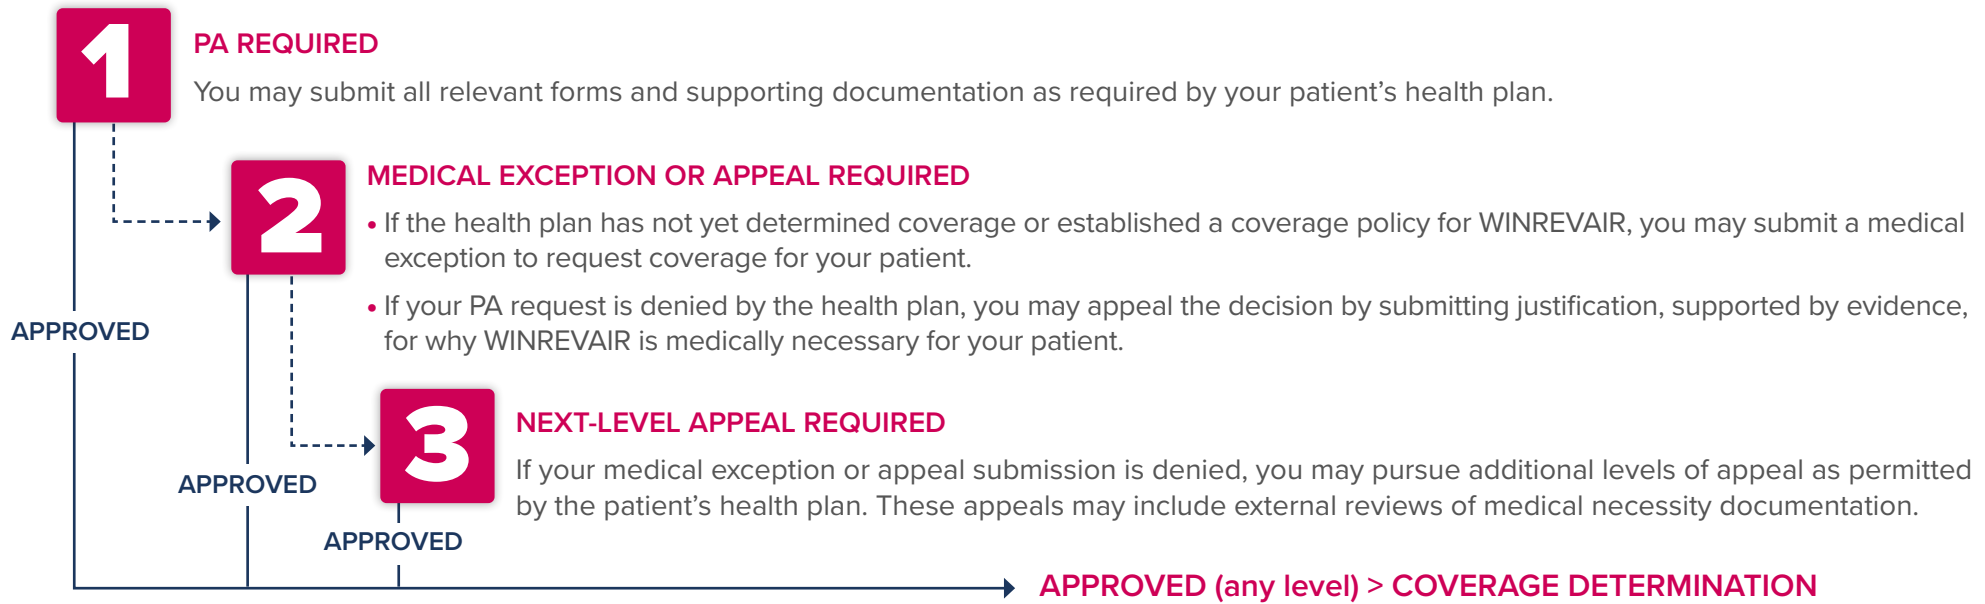 1
PA REQUIRED
You may submit all relevant forms and supporting documentation as required by your patient’s health plan.
2
MEDICAL EXCEPTION OR APPEAL REQUIRED
• If the health plan has not yet determined coverage or established a coverage policy for WINREVAIR, you may submit a medical
exception to request coverage for your patient.
• If your PA request is denied by the health plan, you may appeal the decision by submitting justification, supported by evidence,
for why WINREVAIR is medically necessary for your patient.
APPROVED
3
NEXT-LEVEL APPEAL REQUIRED
If your medical exception or appeal submission is denied, you may pursue additional levels of appeal as permitted
by the patient’s health plan. These appeals may include external reviews of medical necessity documentation.
APPROVED
APPROVED
APPROVED (any level) > COVERAGE DETERMINATION